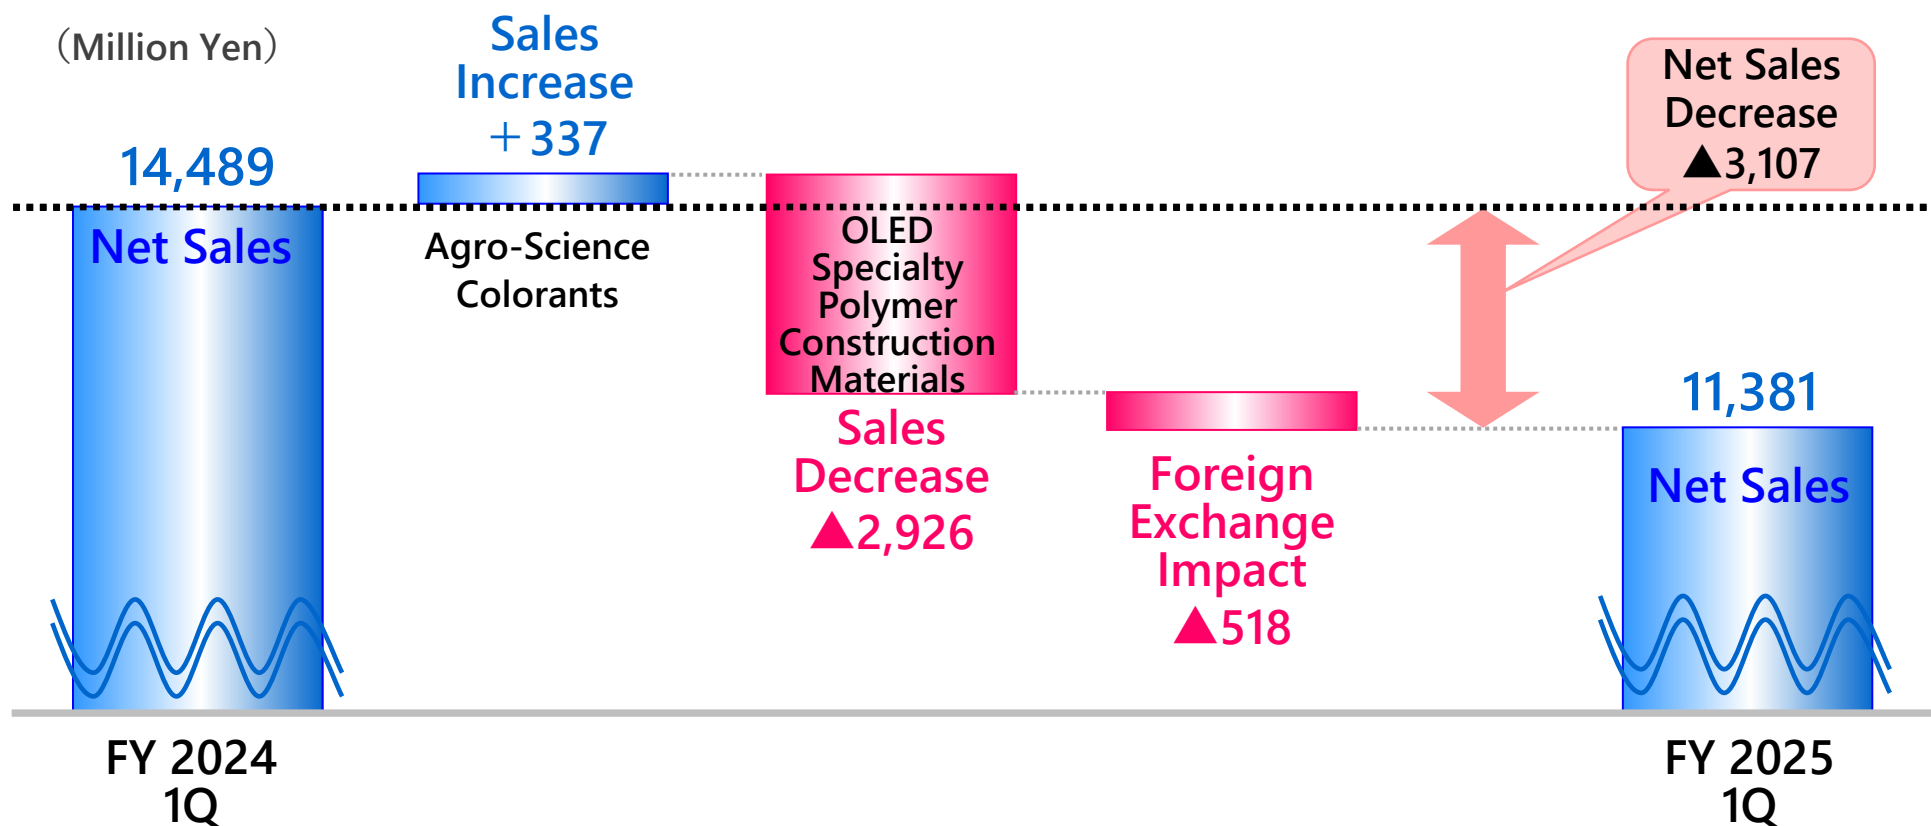 （Million Yen）
Sales
Increase
＋337
14,489
Net Sales
Agro-Science
Colorants
OLED
Specialty
Polymer
Construction
Materials
Sales
Decrease
▲2,926
Foreign
Exchange
Impact
▲518
Net Sales
Decrease
▲3,107
11,381
Net Sales
FY 2024
1Q
FY 2025
1Q